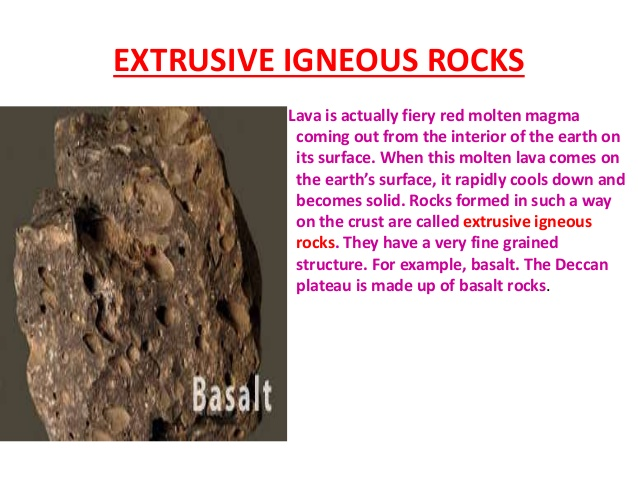 EXTRUSIVE IGNEOUS ROCKS
Lava is actually fiery red molten magma
coming out from the interior of the earth on
its surface. When this molten lava comes on
the earth’s surface, it rapidly cools down and
becomes solid. Rocks formed in such a way
on the crust are called extrusive igneous
rocks. They have a very fine grained
structure. For example, basalt. The Deccan
plateau is made up of basalt rocks.
Basalt